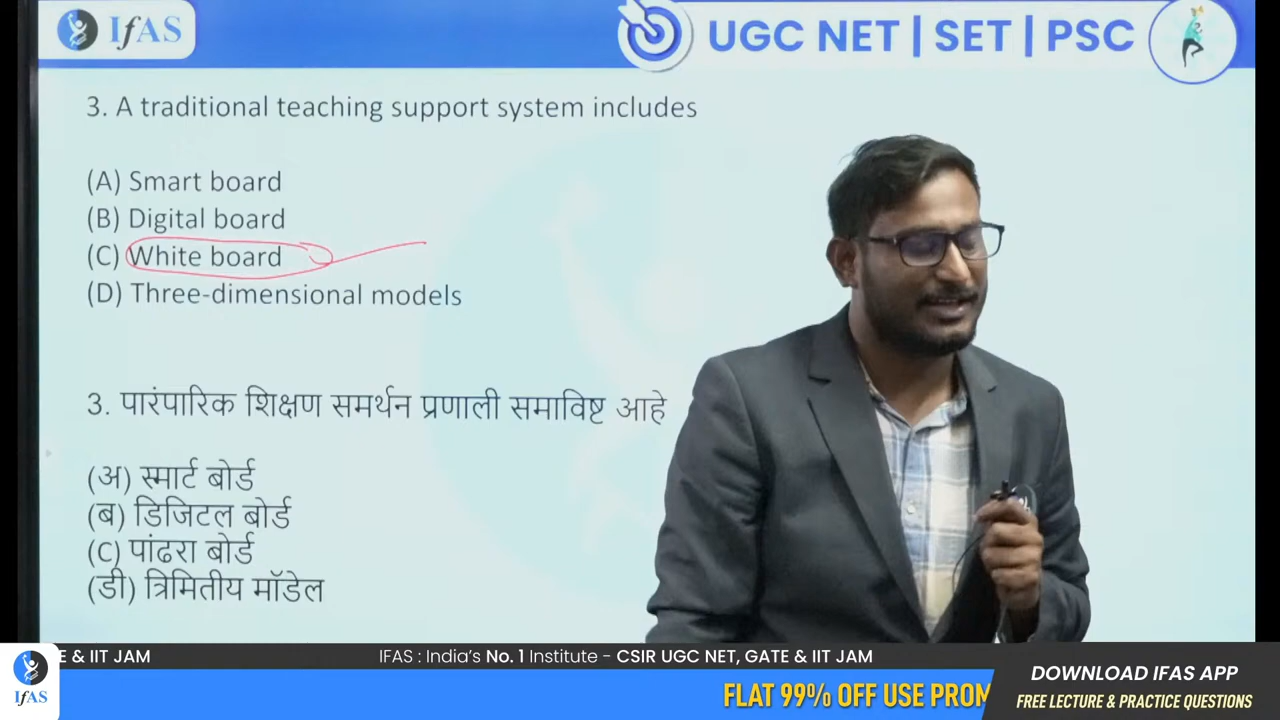 IfAS
UGC NET | SET | PSC
3. A traditional teaching support system includes
(A) Smart board
(B) Digital board
(C) White board
(D) Three-dimensional models
3. पारंपारिक शिक्षण समर्थन प्रणाली समाविष्ट आहे
(अ) स्मार्ट बोर्ड
(ब) डिजिटल बोर्ड
(C) पांढरा बोर्ड
(डी) त्रिमितीय मॉडेल
E & IIT JAM
IFAS : India's No. 1 Institute - CSIR UGC NET, GATE & IIT JAM
IfAS
FLAT 99% OFF USE PROM
DOWNLOAD IFAS APP
FREE LECTURE & PRACTICE QUESTIONS